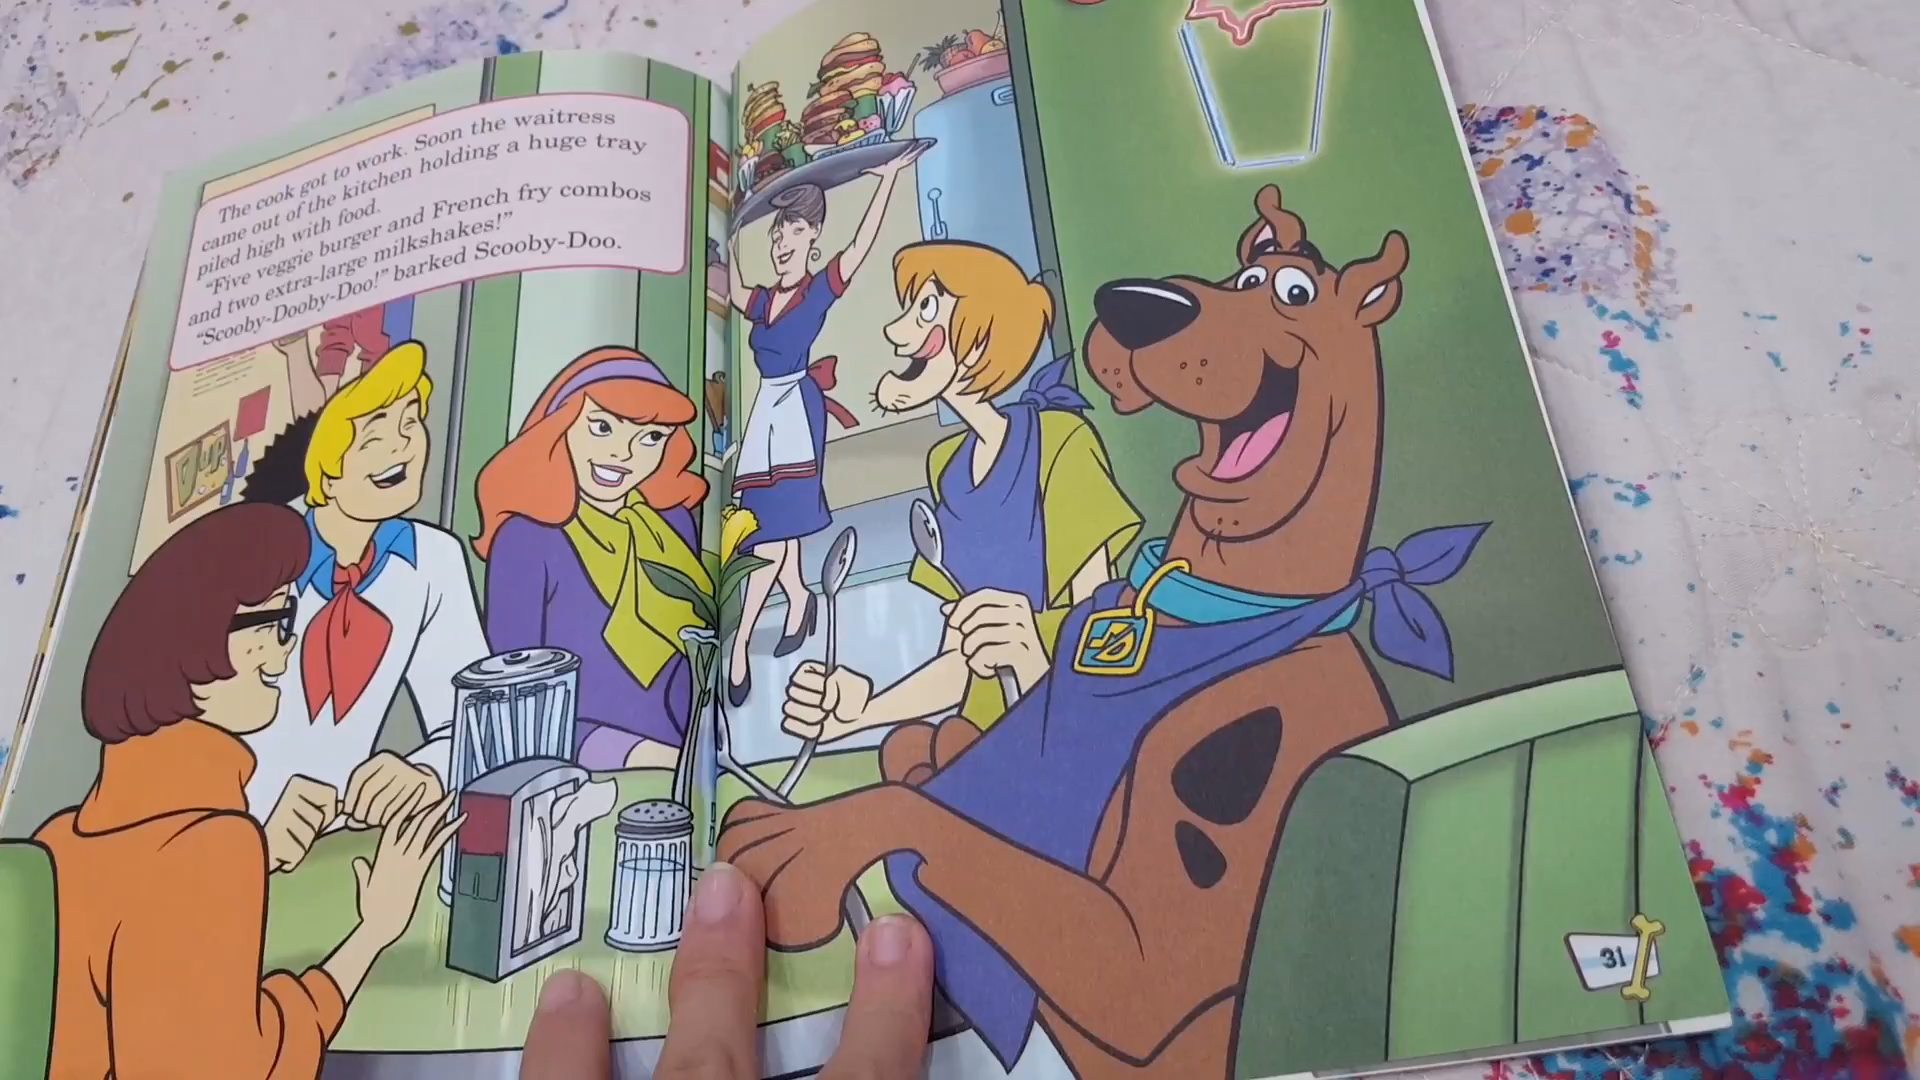 The cook got to work. Soon the waitress
came out of the kitchen holding a huge tray
piled high with food.
"Five veggie burger and French fry combos
and two extra-large milkshakes!"
"Scooby-Dooby-Doo!" barked Scooby-Doo.
7up
SD
31